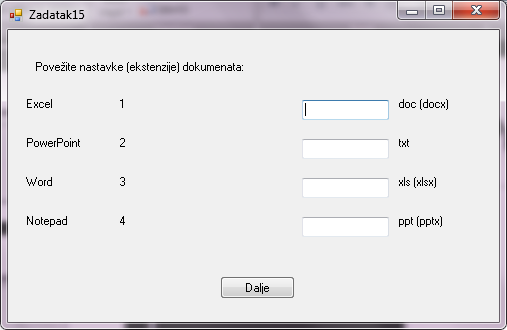 Zadatak15
Povežite nastavke (ekstenzije) dokumenata:
Excel 1 doc (docx)
PowerPoint 2 txt
Word 3 xls (xlsx)
Notepad 4 ppt (pptx)
Dalje